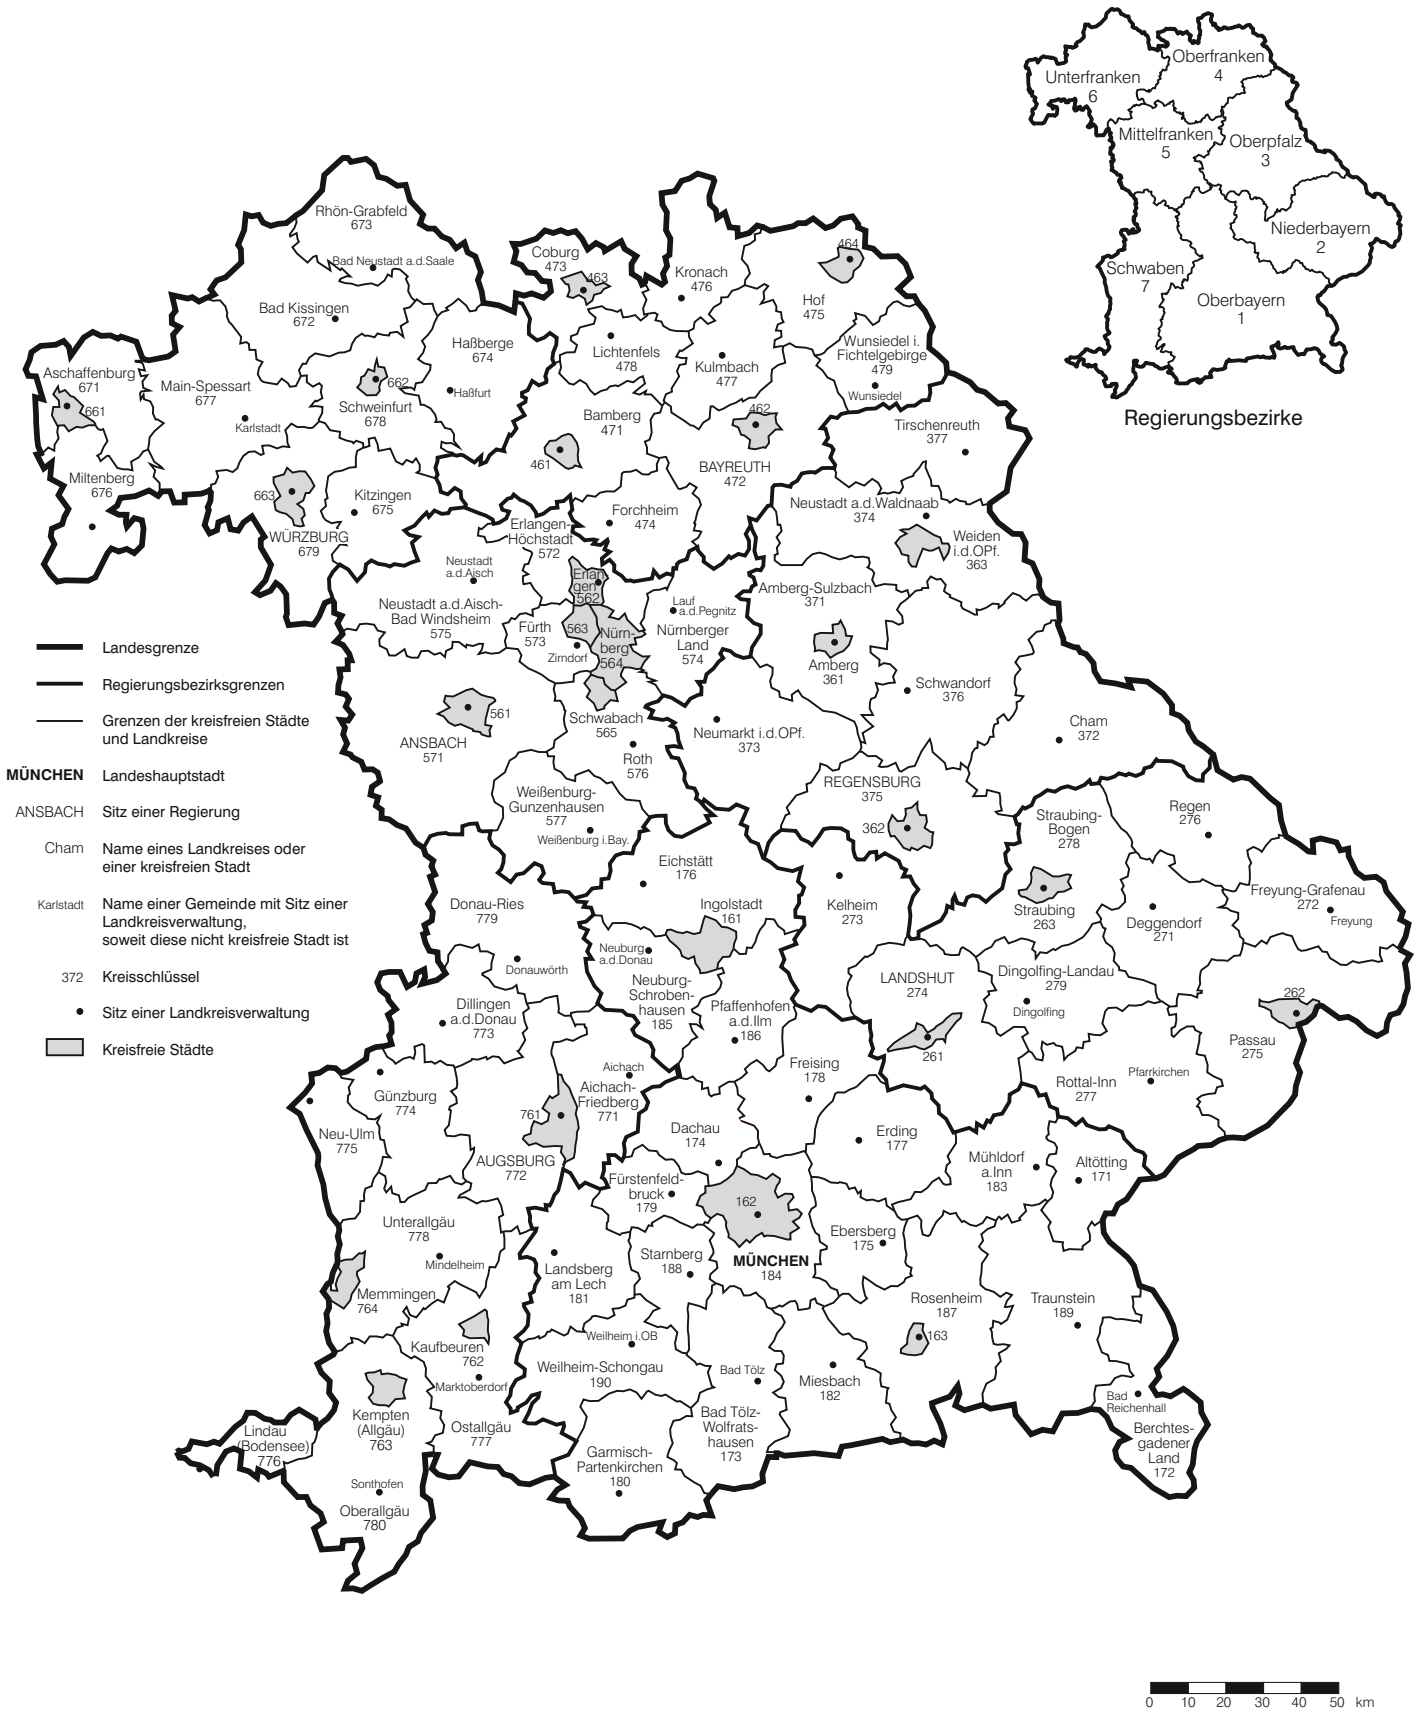 Oberfranken
4
Unterfranken
6
Mittelfranken
5
Oberpfalz
3
Niederbayern
2
Schwaben
7
Oberbayern
1
Regierungsbezirke
Rhön-Grabfeld
673
Bad Neustadt a.d.Saale
Coburg
473
463
Kronach
476
464
Hof
475
Bad Kissingen
672
Haßberge
674
Haßfurt
Lichtenfels
478
Kulmbach
477
Wunsiedel i.
Fichtelgebirge
479
Wunsiedel
Aschaffenburg
671
661
Main-Spessart
677
Karlstadt
662
Schweinfurt
678
Bamberg
471
461
462
BAYREUTH
472
Tirschenreuth
377
Miltenberg
676
663
WÜRZBURG
679
Kitzingen
675
Forchheim
474
Erlangen-
Höchstadt
572
Neustadt a.d.Waldnaab
374
Weiden
i.d.OPf.
363
Neustadt
a.d.Aisch
Neustadt a.d.Aisch-
Bad Windsheim
575
Erlan
gen
562
Fürth
573
563
Zirndorf
Nürn-
berg
564
Lauf
a.d.Pegnitz
Nürnberger
Land
574
Amberg-Sulzbach
371
Amberg
361
Schwandorf
376
Cham
372
561
ANSBACH
571
Schwabach
565
Roth
576
Neumarkt i.d.OPf.
373
Weißenburg-
Gunzenhausen
577
Weißenburg i.Bay.
REGENSBURG
375
362
Straubing-
Bogen
278
Straubing
263
Regen
276
Freyung-Grafenau
272
Freyung
Deggendorf
271
Landesgrenze
Regierungsbezirksgrenzen
Grenzen der kreisfreien Städte
und Landkreise
MÜNCHEN Landeshauptstadt
ANSBACH Sitz einer Regierung
Cham Name eines Landkreises oder
einer kreisfreien Stadt
Karlstadt Name einer Gemeinde mit Sitz einer
Landkreisverwaltung,
soweit diese nicht kreisfreie Stadt ist
372 Kreisschlüssel
Sitz einer Landkreisverwaltung
Kreisfreie Städte
Eichstätt
176
Ingolstadt
161
Kelheim
273
Donau-Ries
779
Donauwörth
Neuburg
a.d.Donau
Neuburg-
Schroben-
hausen
185
Pfaffenhofen
a.d.Ilm
186
LANDSHUT
274
261
Dingolfing-Landau
279
Dingolfing
262
Passau
275
Rottal-Inn
277
Pfarrkirchen
Dillingen
a.d.Donau
773
Günzburg
774
Neu-Ulm
775
Aichach
Aichach-
Friedberg
771
761
AUGSBURG
772
Freising
178
Dachau
174
Erding
177
Mühldorf
a.Inn
183
Altötting
171
Fürstenfeld-
bruck
179
162
MÜNCHEN
184
Ebersberg
175
Unterallgäu
778
Mindelheim
Memmingen
764
Landsberg
am Lech
181
Starnberg
188
Rosenheim
187
163
Traunstein
189
Kaufbeuren
762
Marktoberdorf
Weilheim i.OB
Weilheim-Schongau
190
Bad Tölz
Miesbach
182
Bad Tölz-
Wolfrats-
hausen
173
Bad
Reichenhall
Berchtes-
gadener
Land
172
Kempten
(Allgäu)
763
Ostallgäu
777
Lindau
(Bodensee)
776
Sonthofen
Oberallgäu
780
Garmisch-
Partenkirchen
180
0 10 20 30 40 50 km